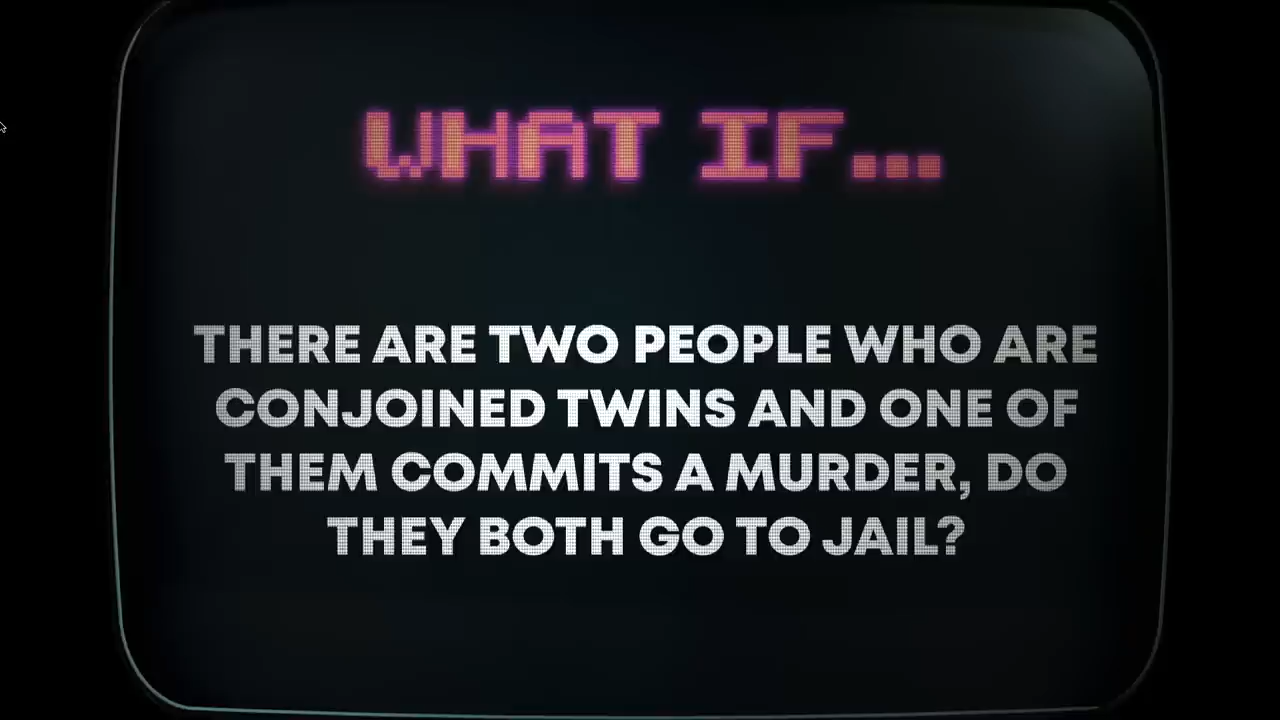 WHAT IF...
THERE ARE TWO PEOPLE WHO ARE
CONJOINED TWINS AND ONE OF
THEM COMMITS A MURDER, DO
THEY BOTH GO TO JAIL?